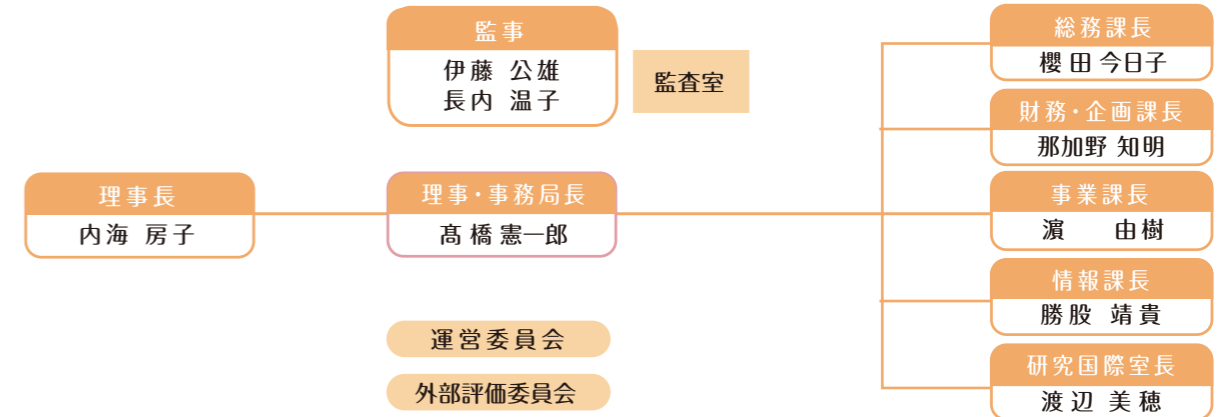 監事
伊藤 公雄
長内 温子
監査室
理事長
内海 房子
理事・事務局長
髙橋 憲一郎
運営委員会
外部評価委員会
総務課長
櫻田 今日子
財務・企画課長
那加野 知明
事業課長
濵 由樹
情報課長
勝股 靖貴
研究国際室長
渡辺 美穂